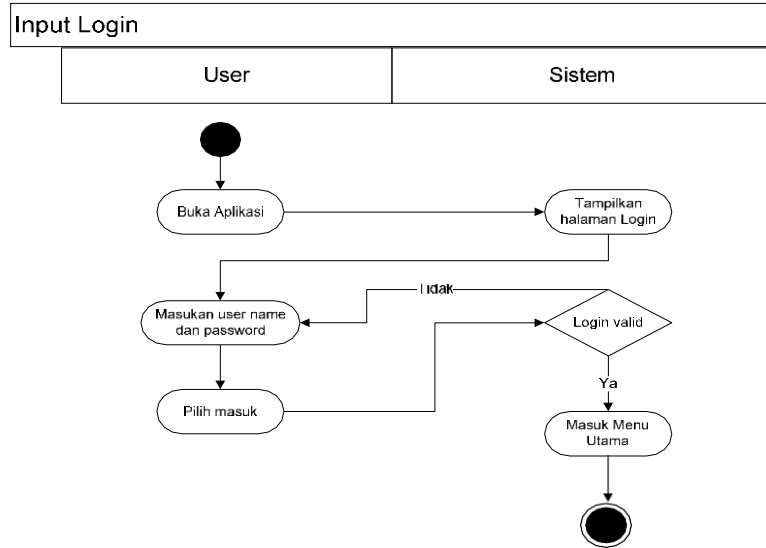 Input Login
User
Sistem
Buka Aplikasi
Tampilkan
halaman Login
Masukan user name
dan password
Tidak
Login valid
Ya
Pilih masuk
Masuk Menu
Utama